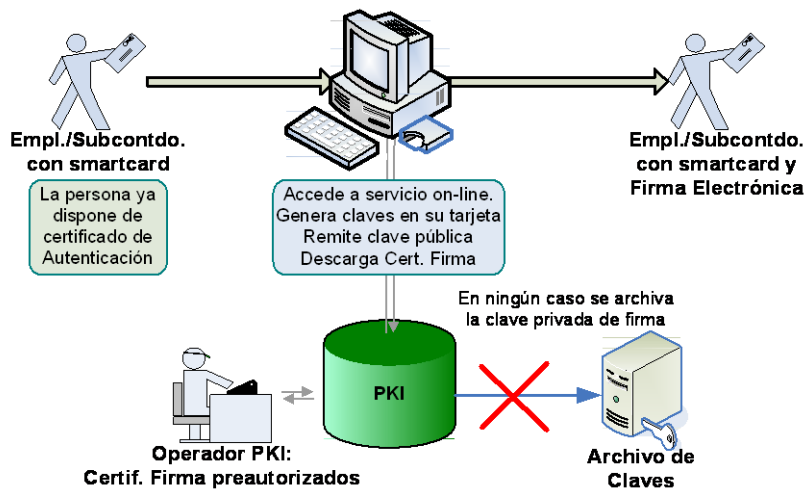 Empl./Subcontdo.
con smartcard
La persona ya
dispone de
certificado de
Autenticación
Accede a servicio on-line.
Genera claves en su tarjeta
Remite clave pública
Descarga Cert. Firma
Empl./Subcontdo.
con smartcard y
Firma Electrónica
En ningún caso se archiva
la clave privada de firma
PKI
Operador PKI:
Certif. Firma preautorizados
Archivo de
Claves